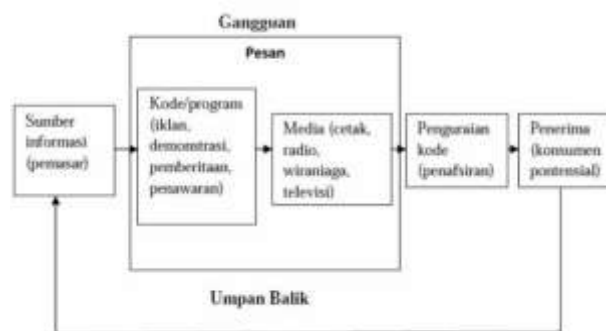 Gangguan
Pesan
Sumber
informasi
(pemasar)
Kode/program
(iklan,
demonstrasi,
pemberitaan,
penawaran)
Media (cetak,
radio,
wiraniaga,
televisi)
Penguraian
kode
(penafsiran)
Penerima
(konsumen
pontensial)
Umpan Balik